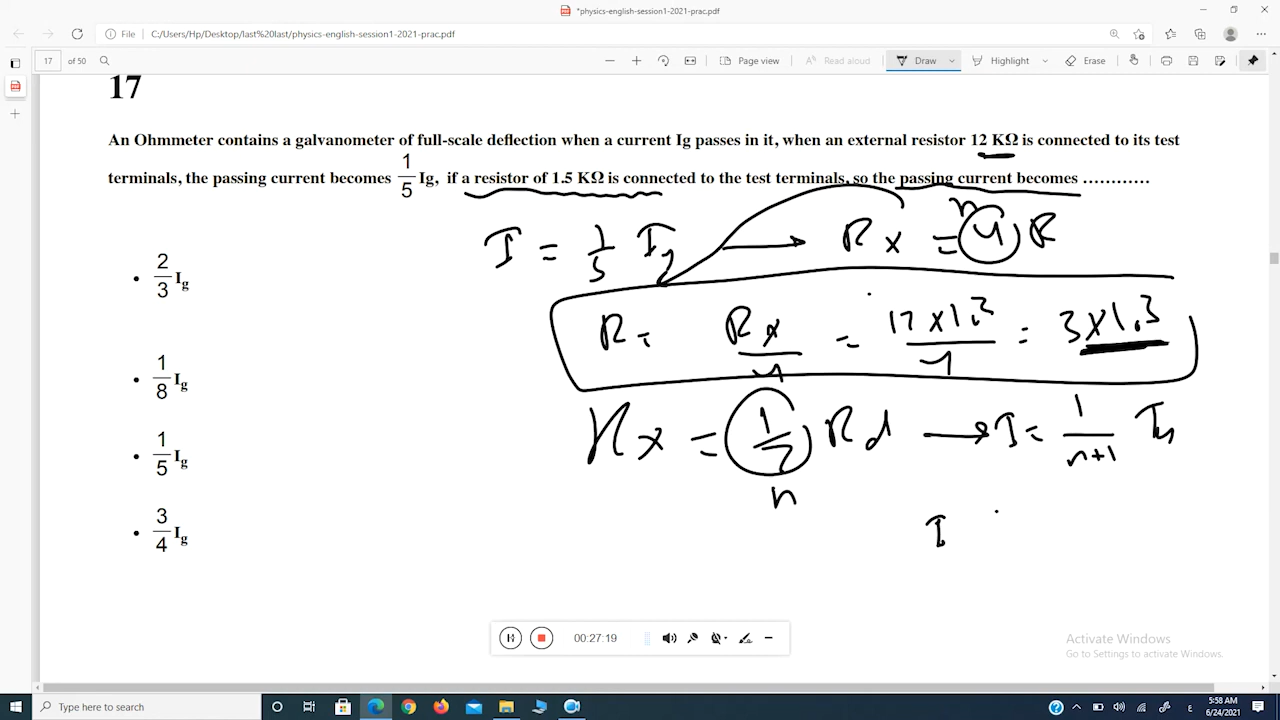 *physics-english-session1-2021-prac.pdf
File | C:/Users/Hp/Desktop/last%20last/physics-english-session1-2021-prac.pdf
17 of 50 Page view Read aloud Draw Highlight Erase
17
An Ohmmeter contains a galvanometer of full-scale deflection when a current Ig passes in it, when an external resistor 12 KΩ is connected to its test
terminals, the passing current becomes 1/5 Ig, if a resistor of 1.5 KΩ is connected to the test terminals, so the passing current becomes …………
I = 1/5 Ig → Rx = 4 R
n
• 2/3 Ig
R = Rx/4 = 12 x 1.3/4 = 3 x 1.3
• 1/8 Ig
Rx = 1/2 Rd → I = 1/n+1 Ig
n
• 1/5 Ig
• 3/4 Ig
I
00:27:19
Activate Windows
Go to Settings to activate Windows.
Type here to search
5:58 AM
6/24/2021